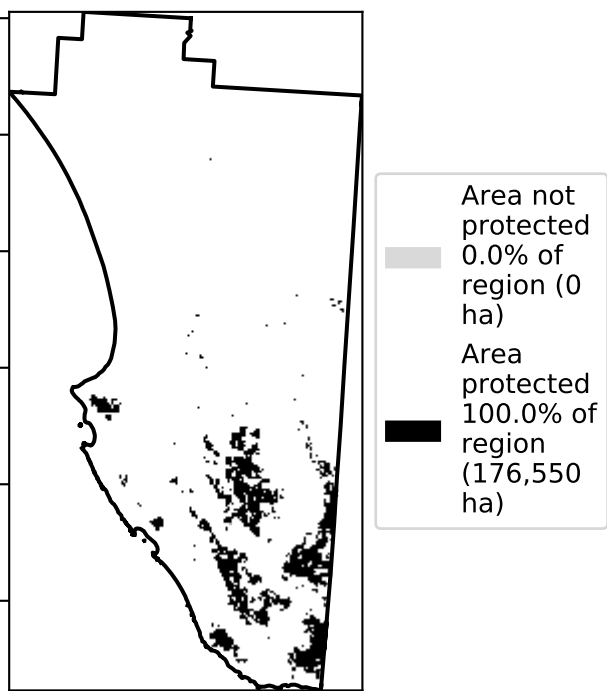 Area not
protected
0.0% of
region (0
ha)
Area
protected
100.0% of
region
(176,550
ha)